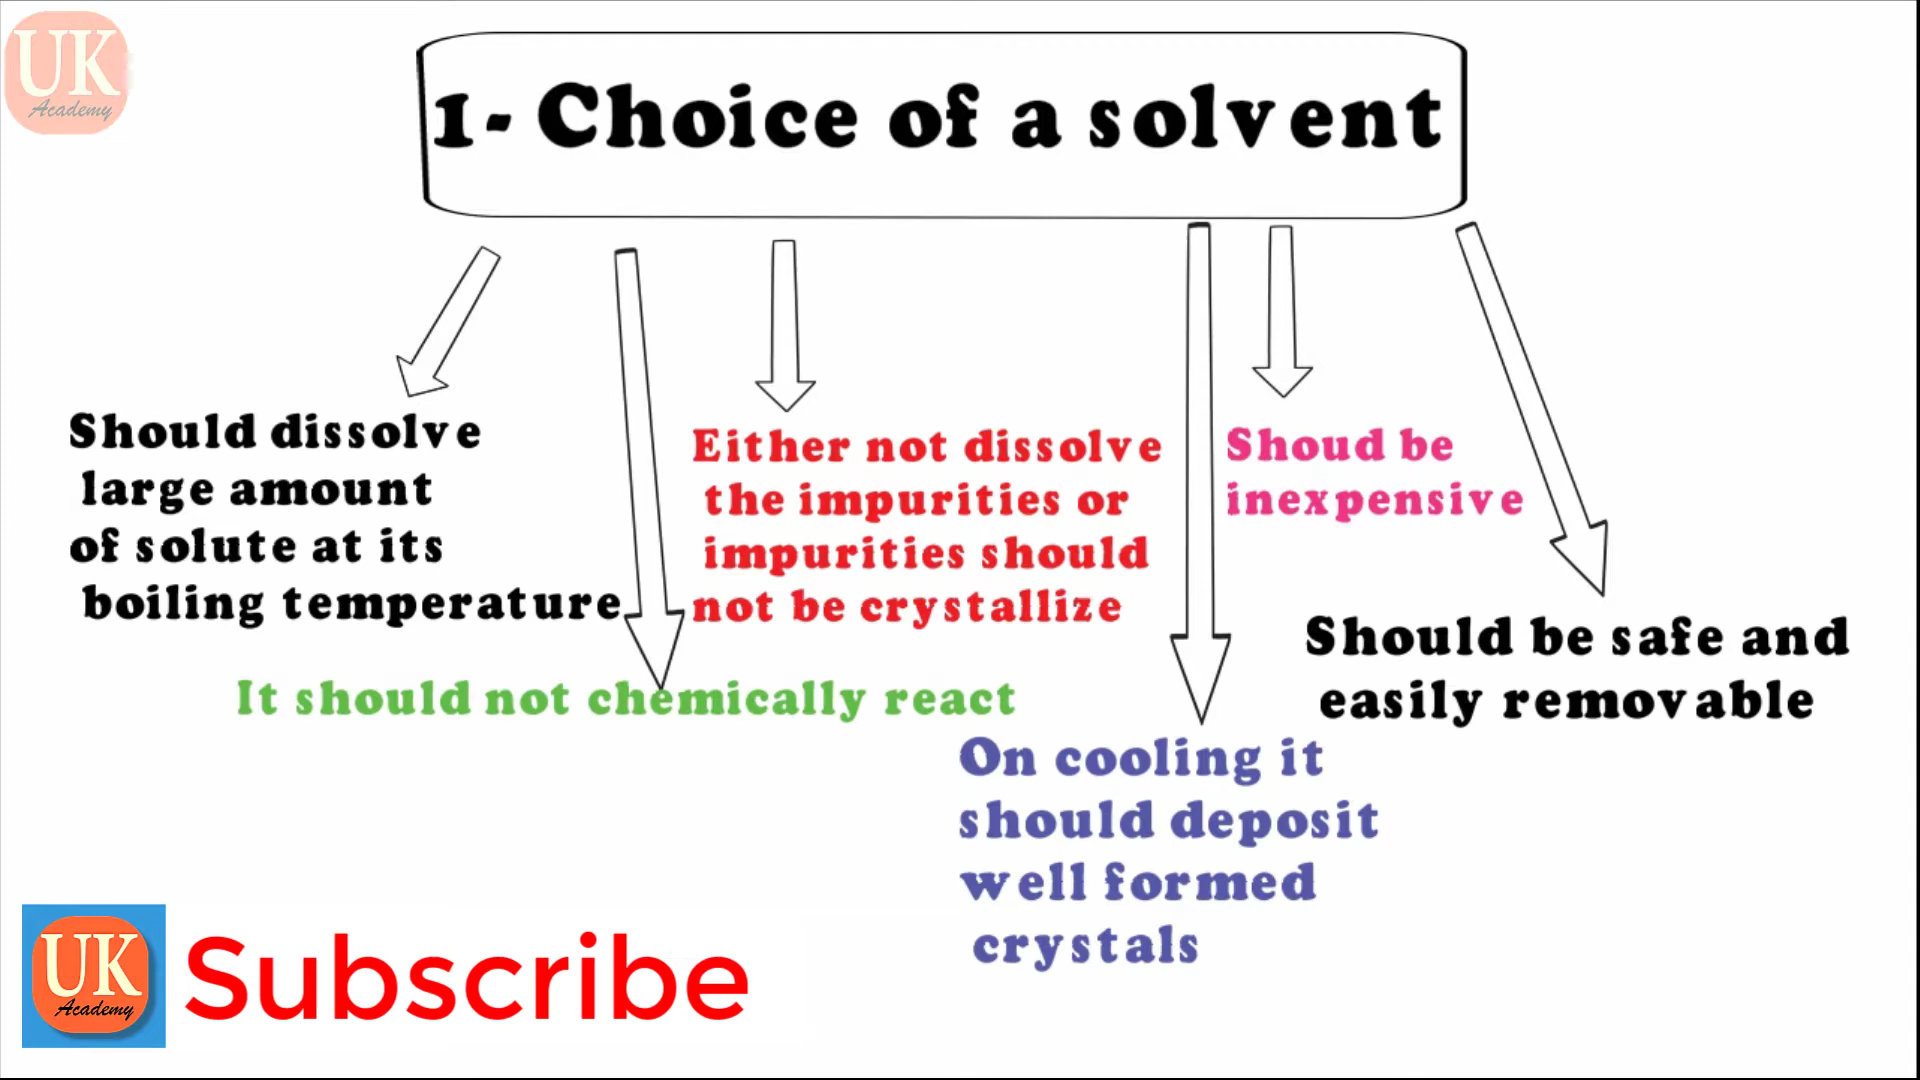 UK
Academy
1- Choice of a solvent
Should dissolve
large amount
of solute at its
boiling temperature
It should not chemically react
Either not dissolve
the impurities or
impurities should
not be crystallize
On cooling it
should deposit
well formed
crystals
Shoud be
inexpensive
Should be safe and
easily removable
UK
Academy
Subscribe